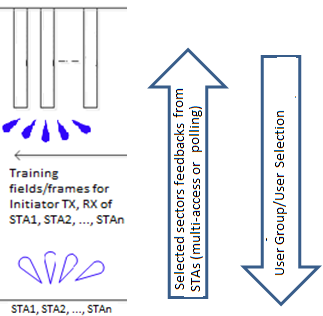 Training
fields/frames for
Initiator TX, RX of
STA1, STA2, ..., STAn
STA1, STA2, ..., STAn
Selected sectors feedbacks from
STAs (multi-access or polling)
User Group/User Selection